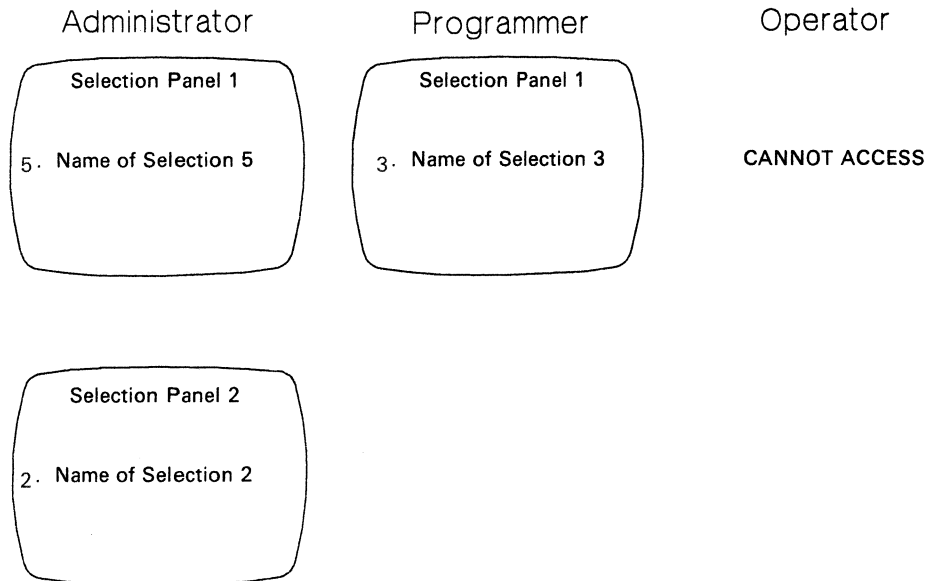 Administrator
Programmer
Operator
Selection Panel 1
5. Name of Selection 5
Selection Panel 1
3. Name of Selection 3
CANNOT ACCESS
Selection Panel 2
2. Name of Selection 2